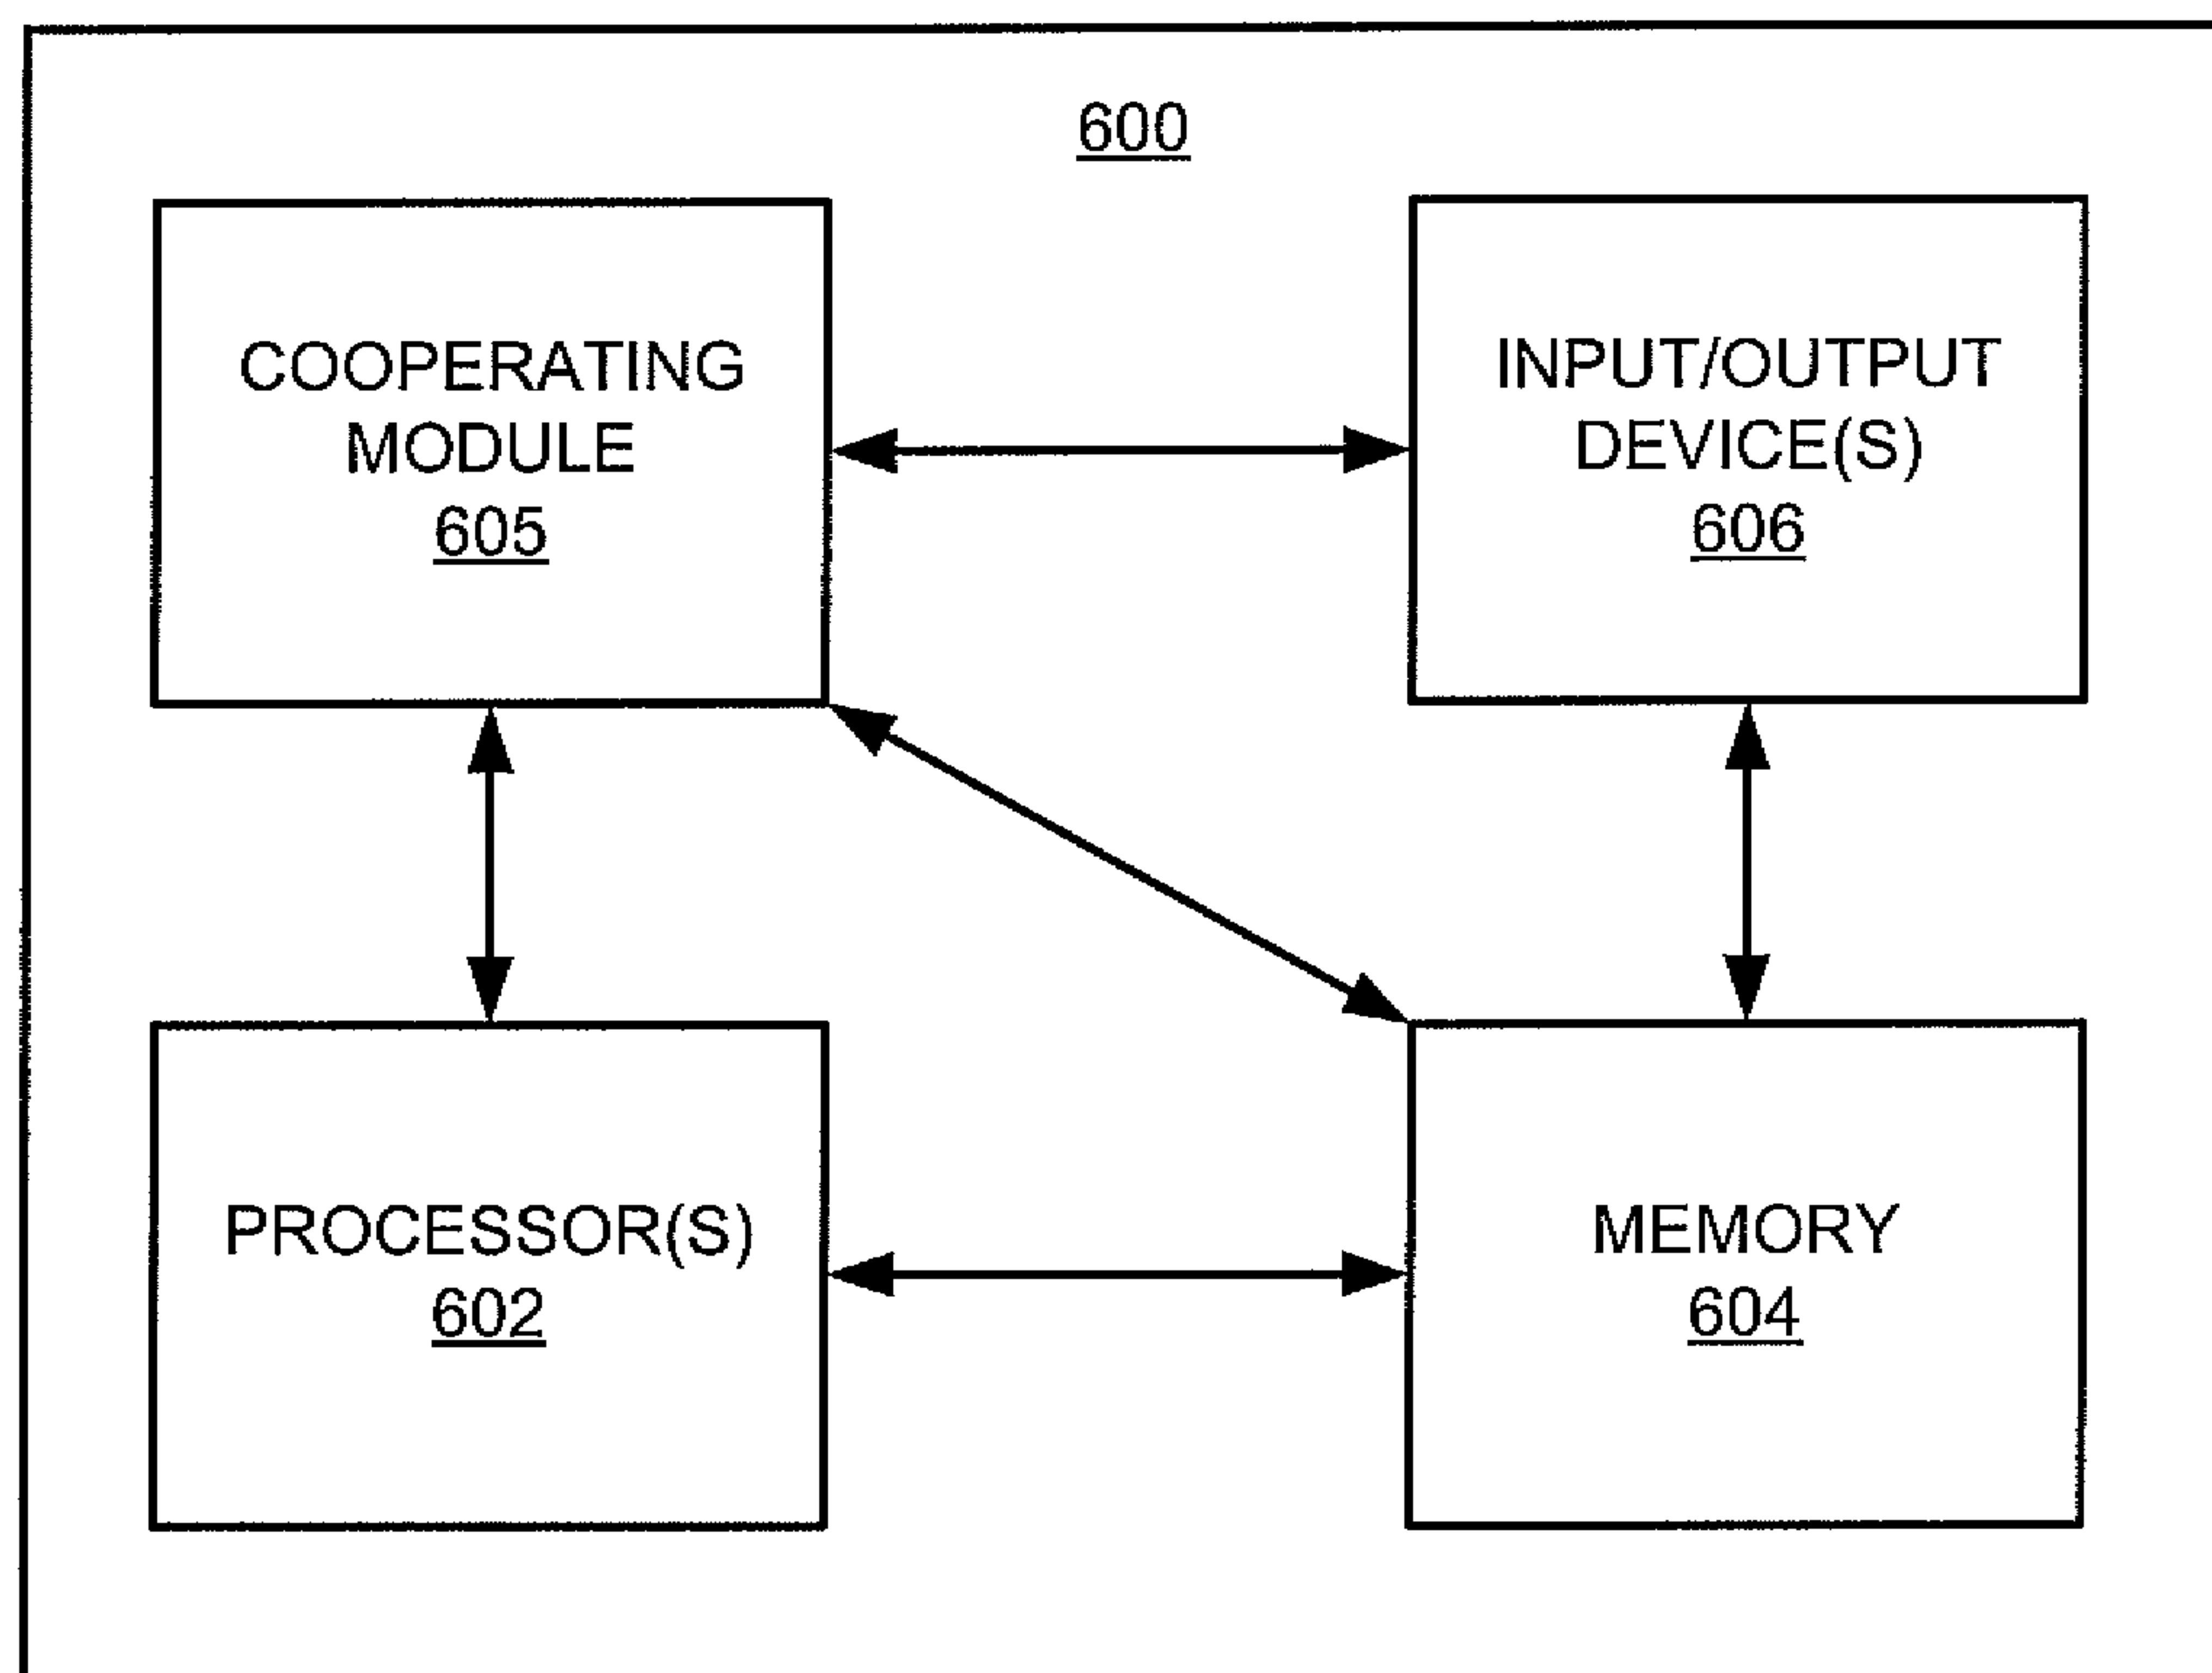 600
COOPERATING
MODULE
605
INPUT/OUTPUT
DEVICE(S)
606
PROCESSOR(S)
602
MEMORY
604